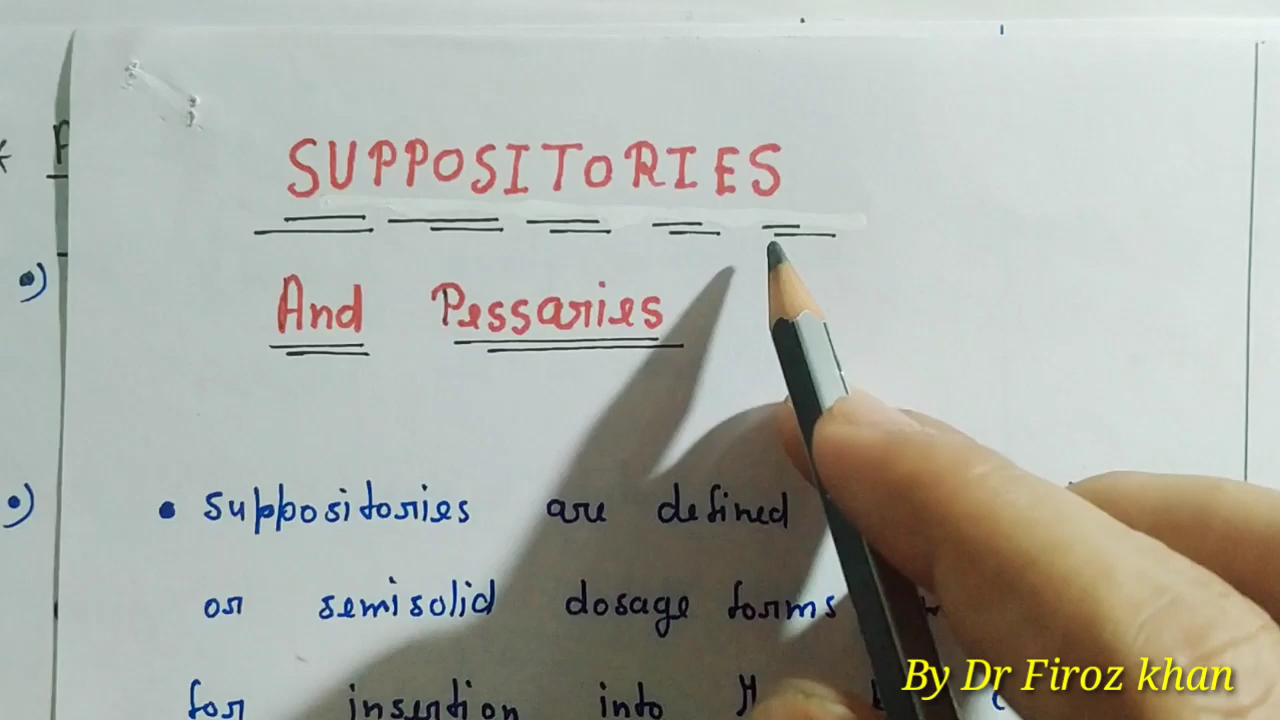 SUPPOSITORIES
And Pessaries
• suppositories are defined
or semisolid dosage forms
for insertion into
By Dr Firoz khan